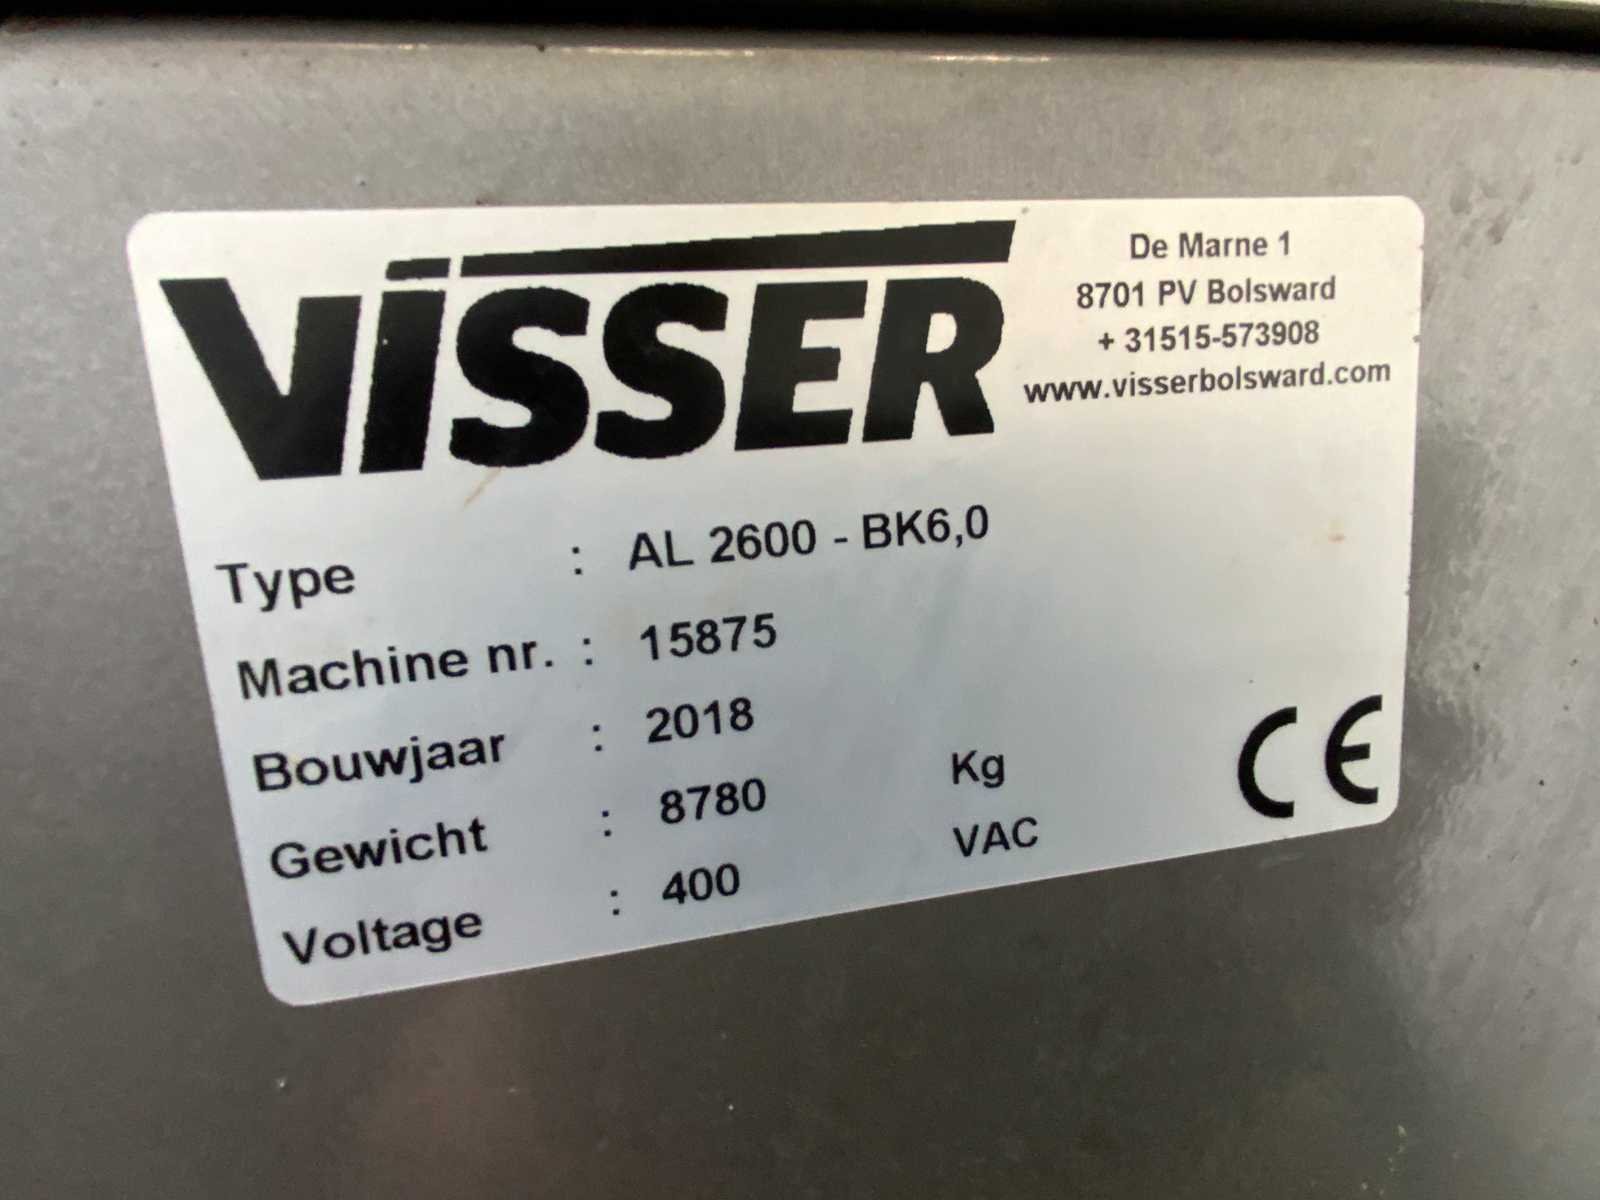 VISSER
De Marne 1
8701 PV Bolsward
+ 31515-573908
www.visserbolsward.com
Type : AL 2600 - BK6,0
Machine nr. : 15875
Bouwjaar : 2018
Gewicht : 8780 Kg
Voltage : 400 VAC
CE